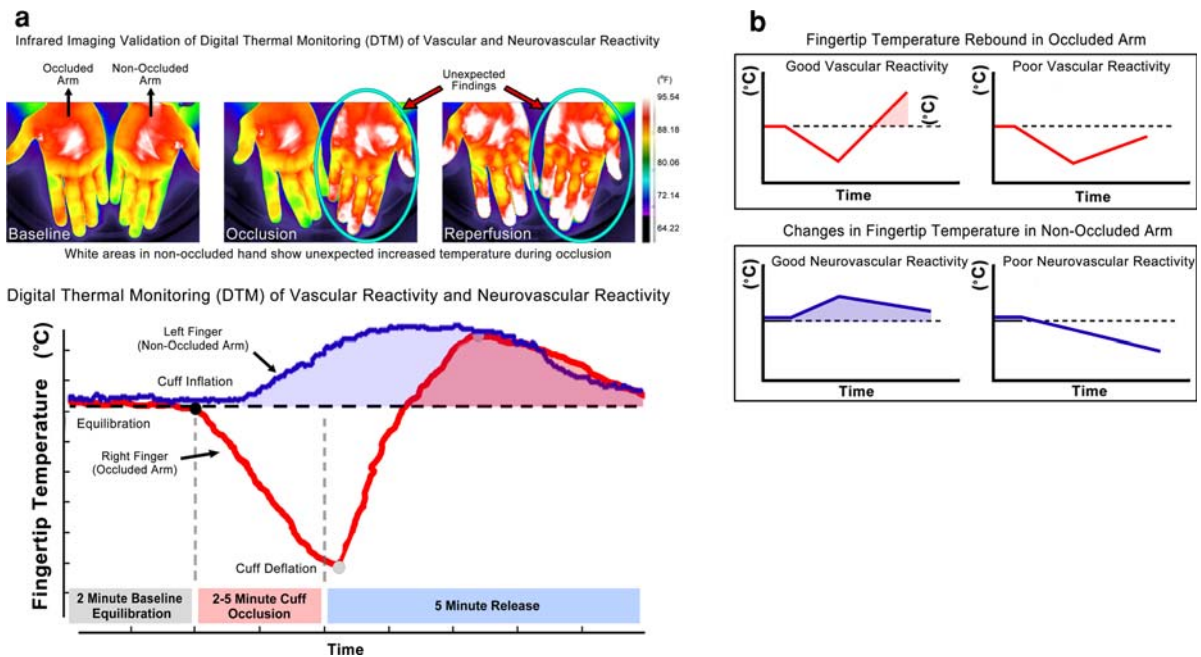 a
Infrared Imaging Validation of Digital Thermal Monitoring (DTM) of Vascular and Neurovascular Reactivity
Occluded
Arm
Non-Occluded
Arm
Unexpected
Findings
(°F)
95.54
88.18
80.06
72.14
64.22
Baseline
Occlusion
Reperfusion
White areas in non-occluded hand show unexpected increased temperature during occlusion
Digital Thermal Monitoring (DTM) of Vascular Reactivity and Neurovascular Reactivity
Fingertip Temperature (°C)
Left Finger
(Non-Occluded Arm)
Cuff Inflation
Equilibration
Right Finger
(Occluded Arm)
Cuff Deflation
2 Minute Baseline
Equilibration
2-5 Minute Cuff
Occlusion
5 Minute Release
Time
b
Fingertip Temperature Rebound in Occluded Arm
Good Vascular Reactivity
(°C)
Time
Poor Vascular Reactivity
(°C)
Time
Changes in Fingertip Temperature in Non-Occluded Arm
Good Neurovascular Reactivity
(°C)
Time
Poor Neurovascular Reactivity
(°C)
Time